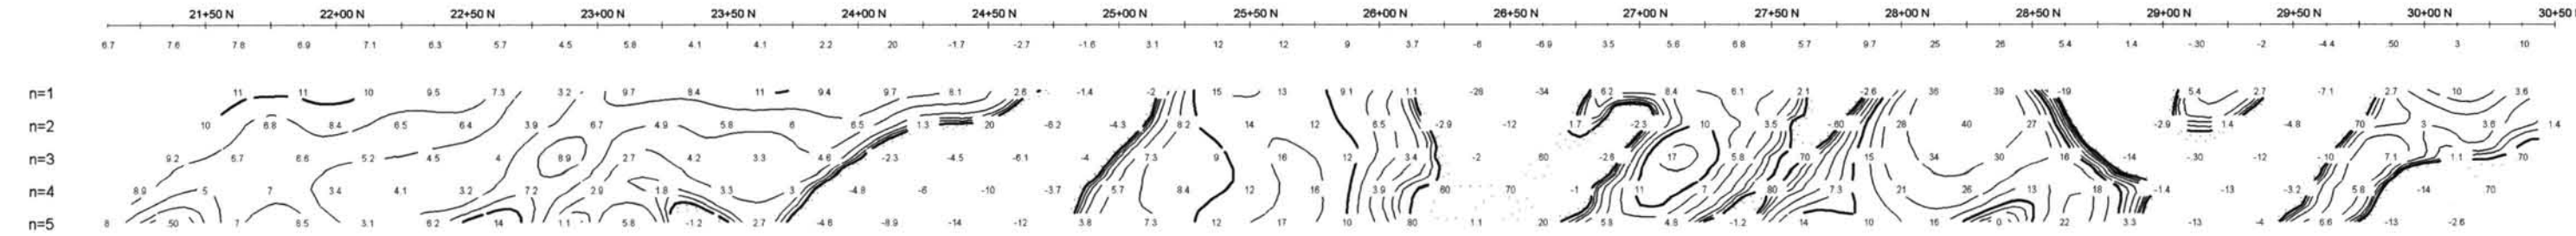 21+50 N 22+00 N 22+50 N 23+00 N 23+50 N 24+00 N 24+50 N 25+00 N 25+50 N 26+00 N 26+50 N 27+00 N 27+50 N 28+00 N 28+50 N 29+00 N 29+50 N 30+00 N 30+50
6.7 7.6 7.8 6.9 7.1 6.3 5.7 4.5 5.8 4.1 4.1 2.2 .20 -1.7 -2.7 -1.6 3.1 12 12 9 3.7 -6 -6.9 3.5 5.6 6.8 5.7 9.7 25 26 5.4 1.4 -.30 -2 -4.4 .50 3 10
n=1 11 11 10 9.5 7.3 3.2 9.7 8.4 11 9.4 9.7 8.1 2.6 -1.4 -2 15 13 9.1 1.1 -28 -34 6.2 8.4 6.1 2.1 -2.6 36 39 -19 5.4 2.7 -7.1 2.7 10 3.6
n=2 10 6.8 8.4 6.5 6.4 3.9 6.7 4.9 5.8 6 6.5 1.3 .20 -6.2 -4.3 8.2 14 12 6.5 -2.9 -12 1.7 -2.3 10 3.5 -.60 28 40 27 -2.9 1.4 -4.8 .70 3 3.6 1.4
n=3 9.2 6.7 6.6 5.2 4.5 4 8.9 2.7 4.2 3.3 4.6 -2.3 -4.5 -6.1 -4 7.3 9 16 12 3.4 -2 .60 -2.6 17 5.8 .70 15 34 30 16 -14 -.30 -12 -.10 7.1 1.1 .70
n=4 8.9 5 7 3.4 4.1 3.2 7.2 2.9 1.8 3.3 3 -4.8 -6 -10 -3.7 5.7 8.4 12 16 3.9 .60 .70 -1 11 7 .80 7.3 21 26 13 18 -1.4 -13 -3.2 5.8 -14 .70
n=5 8 .50 7 8.5 3.1 6.2 14 1.1 5.8 -1.2 2.7 -4.6 -8.9 -14 -12 3.8 7.3 12 17 10 .80 1.1 .20 5.9 4.8 -1.2 14 10 16 0 22 3.3 -13 -4 6.6 -13 -2.6